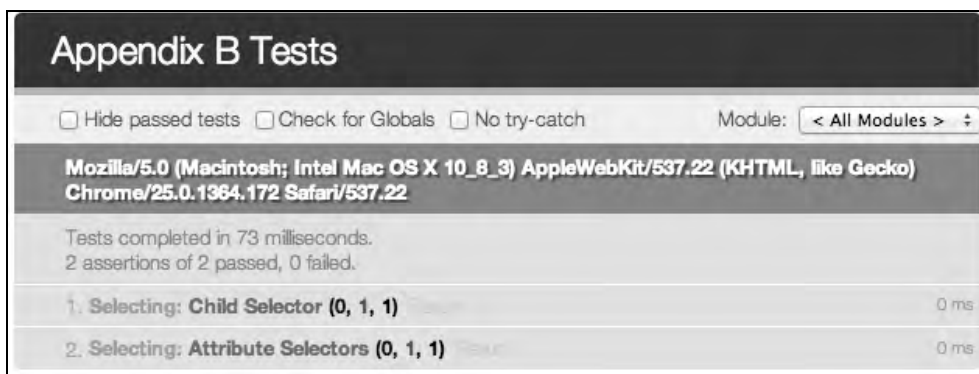 Appendix B Tests
Hide passed tests Check for Globals No try-catch Module: < All Modules >
Mozilla/5.0 (Macintosh; Intel Mac OS X 10_8_3) AppleWebKit/537.22 (KHTML, like Gecko)
Chrome/25.0.1364.172 Safari/537.22
Tests completed in 73 milliseconds.
2 assertions of 2 passed, 0 failed.
1. Selecting: Child Selector (0, 1, 1) Rerun 0 ms
2. Selecting: Attribute Selectors (0, 1, 1) Rerun 0 ms